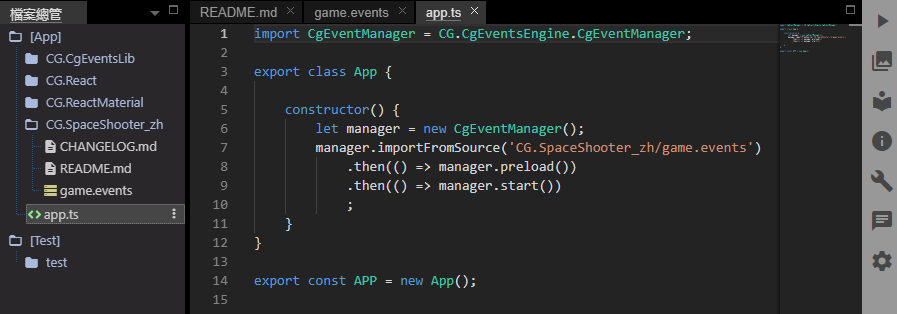 檔案總管
[App]
CG.CgEventsLib
CG.React
CG.ReactMaterial
CG.SpaceShooter_zh
CHANGELOG.md
README.md
game.events
app.ts
[Test]
test
README.md
game.events
app.ts
1 import CgEventManager = CG.CgEventsEngine.CgEventManager;
2
3 export class App {
4
5 constructor() {
6 let manager = new CgEventManager();
7 manager.importFromSource('CG.SpaceShooter_zh/game.events')
8 .then(() => manager.preload())
9 .then(() => manager.start())
10 ;
11 }
12 }
13
14 export const APP = new App();
15